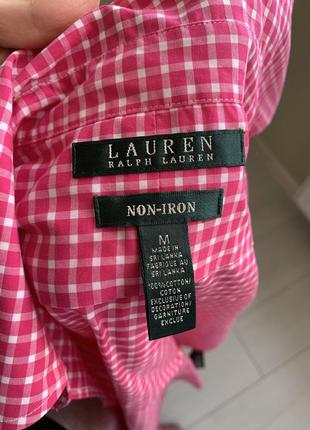 LAUREN
RALPH LAUREN
NON-IRON
M
MADE IN
SRI LANKA
FABRIQUE AU
SRI LANKA
100%COTTON/
COTON
EXCLUSIVE OF
DECORATION/
GARNITURE
EXCLUE